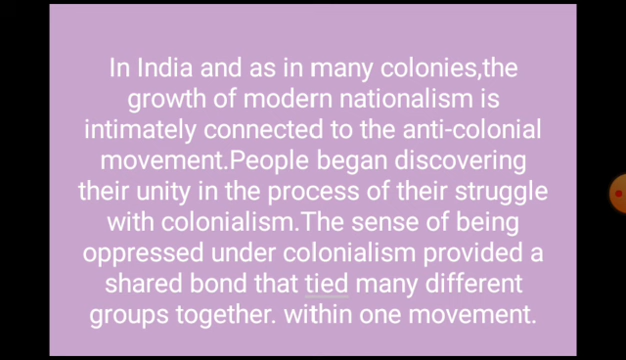 In India and as in many colonies,the
growth of modern nationalism is
intimately connected to the anti-colonial
movement.People began discovering
their unity in the process of their struggle
with colonialism.The sense of being
oppressed under colonialism provided a
shared bond that tied many different
groups together. within one movement.